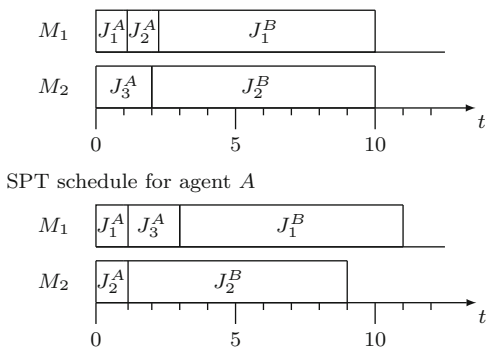 M₁ J₁ᴬ J₂ᴬ J₁ᴮ
M₂ J₃ᴬ J₂ᴮ
t
0 5 10
SPT schedule for agent A
M₁ J₁ᴬ J₃ᴬ J₁ᴮ
M₂ J₂ᴬ J₂ᴮ
t
0 5 10